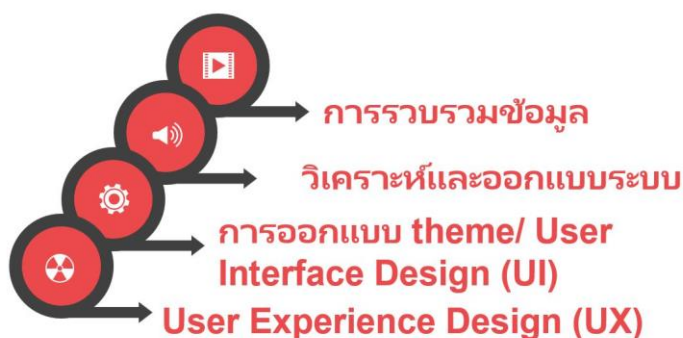 การรวบรวมข้อมูล
วิเคราะห์และออกแบบระบบ
การออกแบบ theme/ User
Interface Design (UI)
User Experience Design (UX)